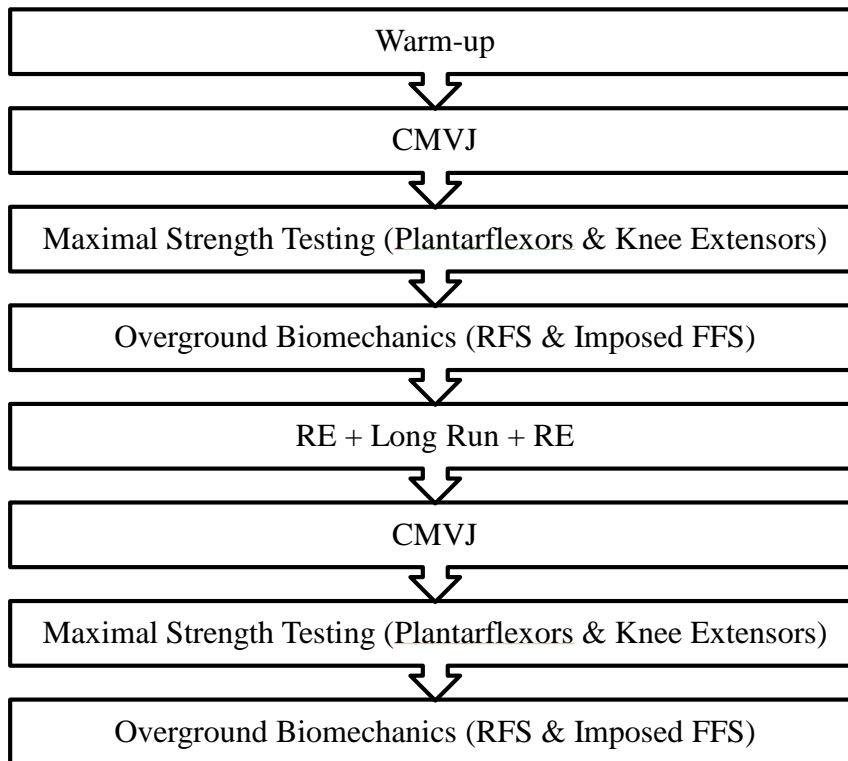 Warm-up
CMVJ
Maximal Strength Testing (Plantarflexors & Knee Extensors)
Overground Biomechanics (RFS & Imposed FFS)
RE + Long Run + RE
CMVJ
Maximal Strength Testing (Plantarflexors & Knee Extensors)
Overground Biomechanics (RFS & Imposed FFS)